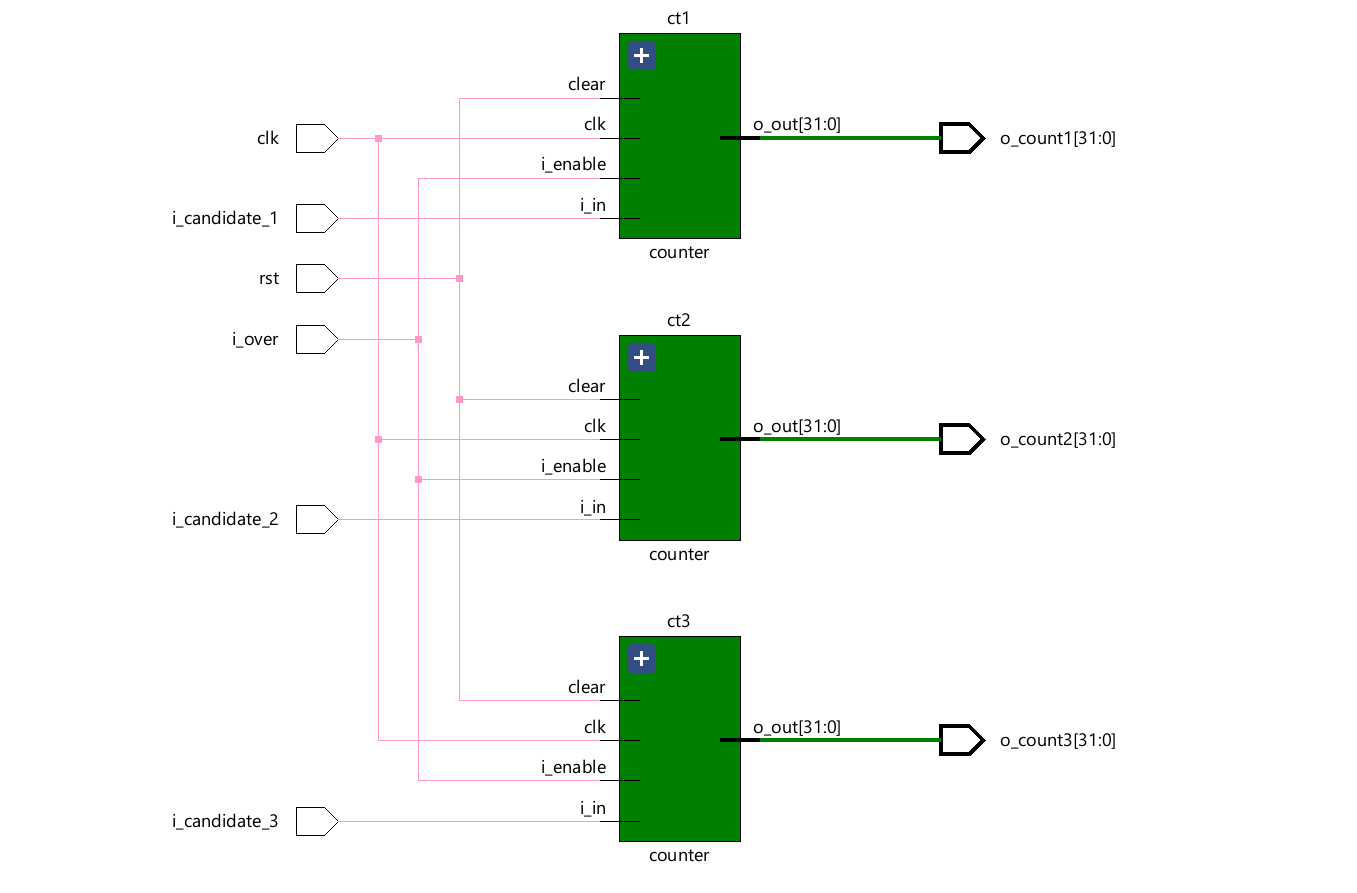 ct1
clear
clk
clk
o_out[31:0]
o_count1[31:0]
i_enable
i_candidate_1
i_in
counter
rst
i_over
ct2
clear
clk
o_out[31:0]
o_count2[31:0]
i_enable
i_candidate_2
i_in
counter
ct3
clear
clk
o_out[31:0]
o_count3[31:0]
i_enable
i_candidate_3
i_in
counter